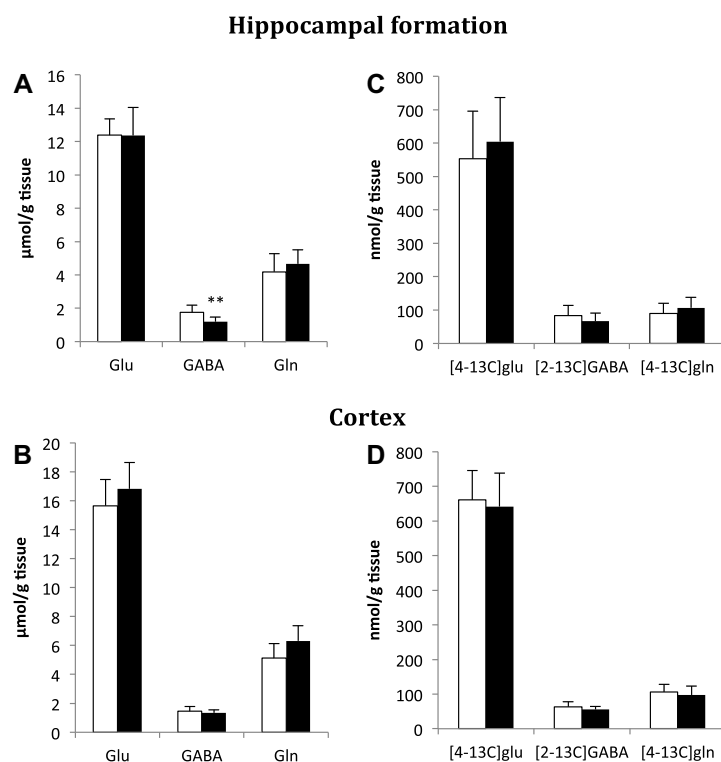 Hippocampal formation
A
16
14
12
10
8
6
4
2
0
µmol/g tissue
**
Glu GABA Gln
C
800
700
600
500
400
300
200
100
0
nmol/g tissue
[4-13C]glu [2-13C]GABA [4-13C]gln
Cortex
B
20
18
16
14
12
10
8
6
4
2
0
µmol/g tissue
Glu GABA Gln
D
800
700
600
500
400
300
200
100
0
nmol/g tissue
[4-13C]glu [2-13C]GABA [4-13C]gln